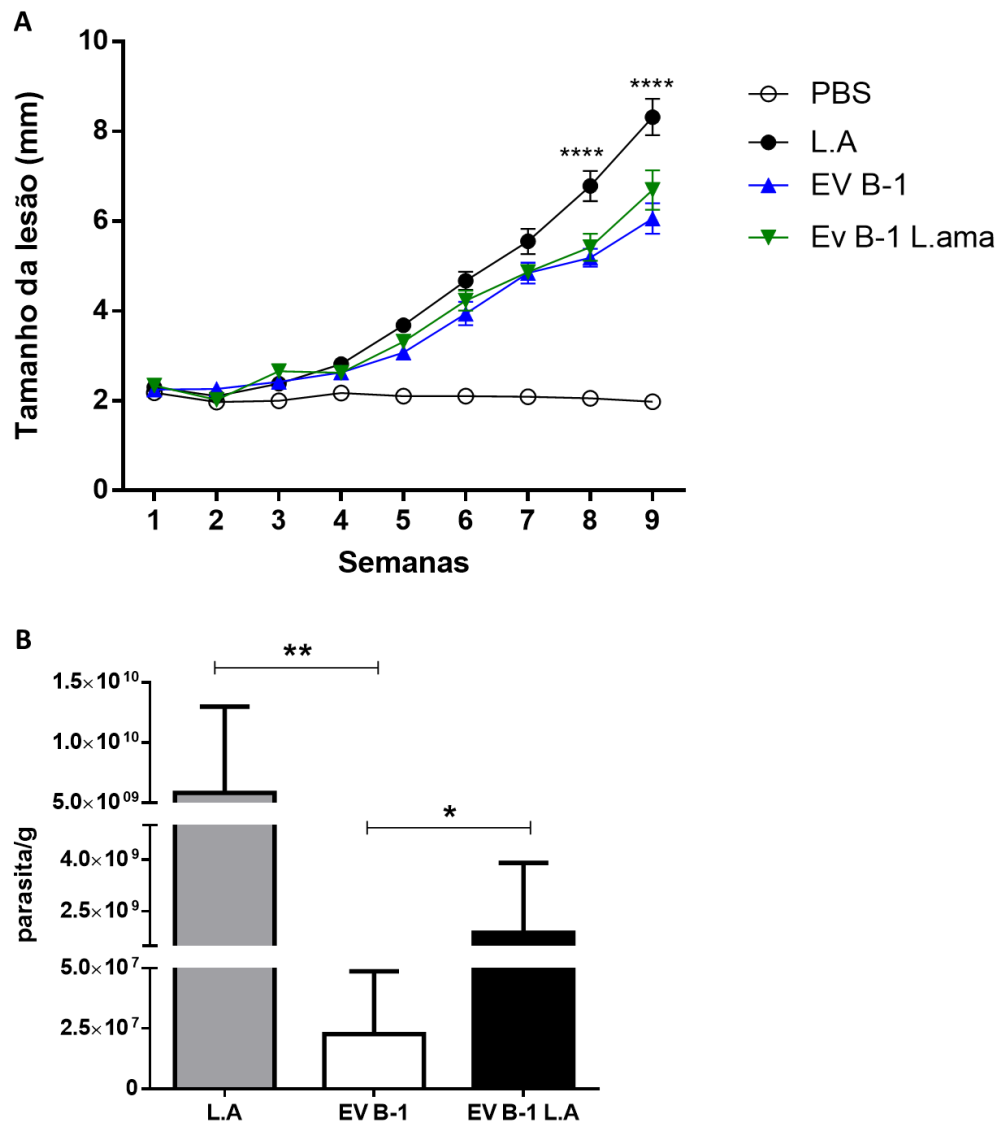 A
Tamanho da lesão (mm)
10
8
6
4
2
0
****
****
1 2 3 4 5 6 7 8 9
Semanas
PBS
L.A
EV B-1
Ev B-1 L.ama
B
parasita/g
**
*
1.5×10¹⁰
1.0×10¹⁰
5.0×10⁰⁹
4.0×10⁹
2.5×10⁹
5.0×10⁷
2.5×10⁷
0
L.A EV B-1 EV B-1 L.A